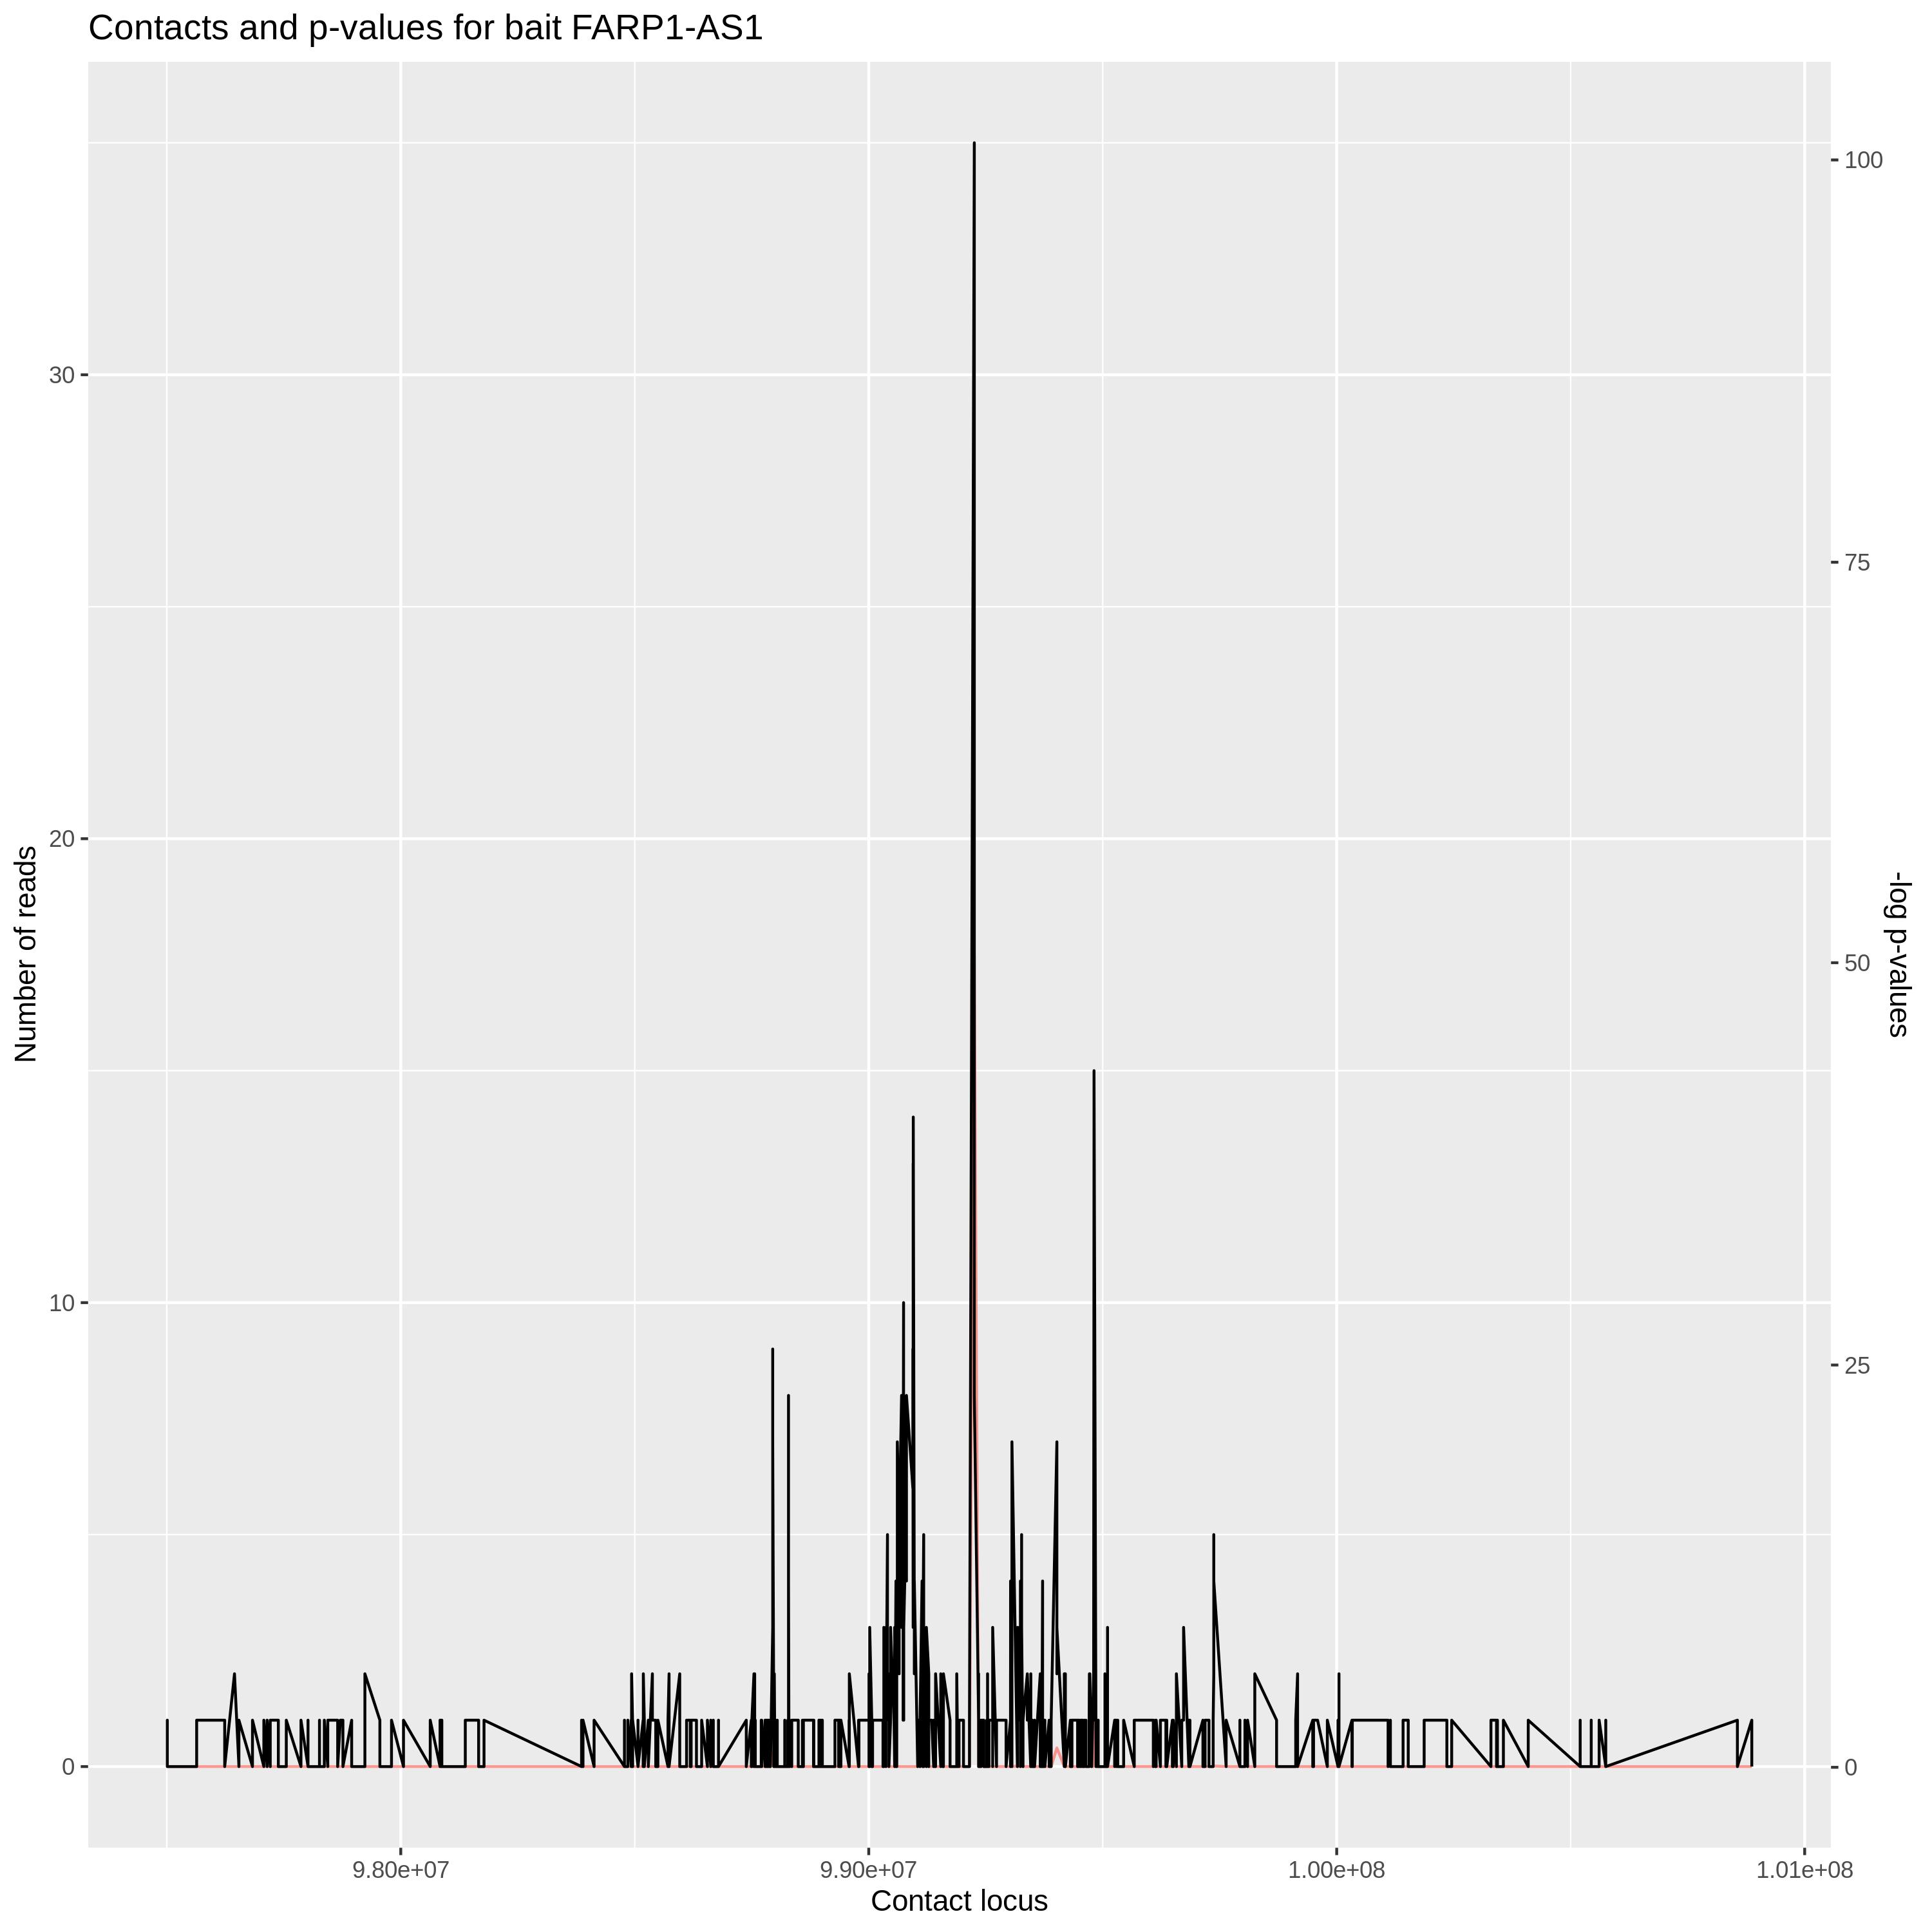 Contacts and p-values for bait FARP1-AS1
30
20
10
0
Number of reads
100
75
50
25
0
-log p-values
9.80e+07
9.90e+07
1.00e+08
1.01e+08
Contact locus